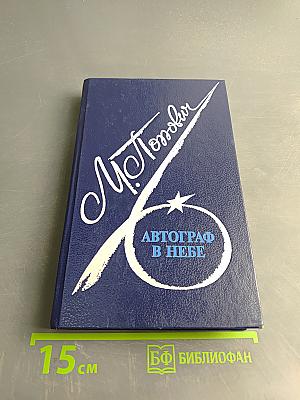 М. Попович
АВТОГРАФ
В НЕБЕ
15 см
БФ БИБЛИОФАН